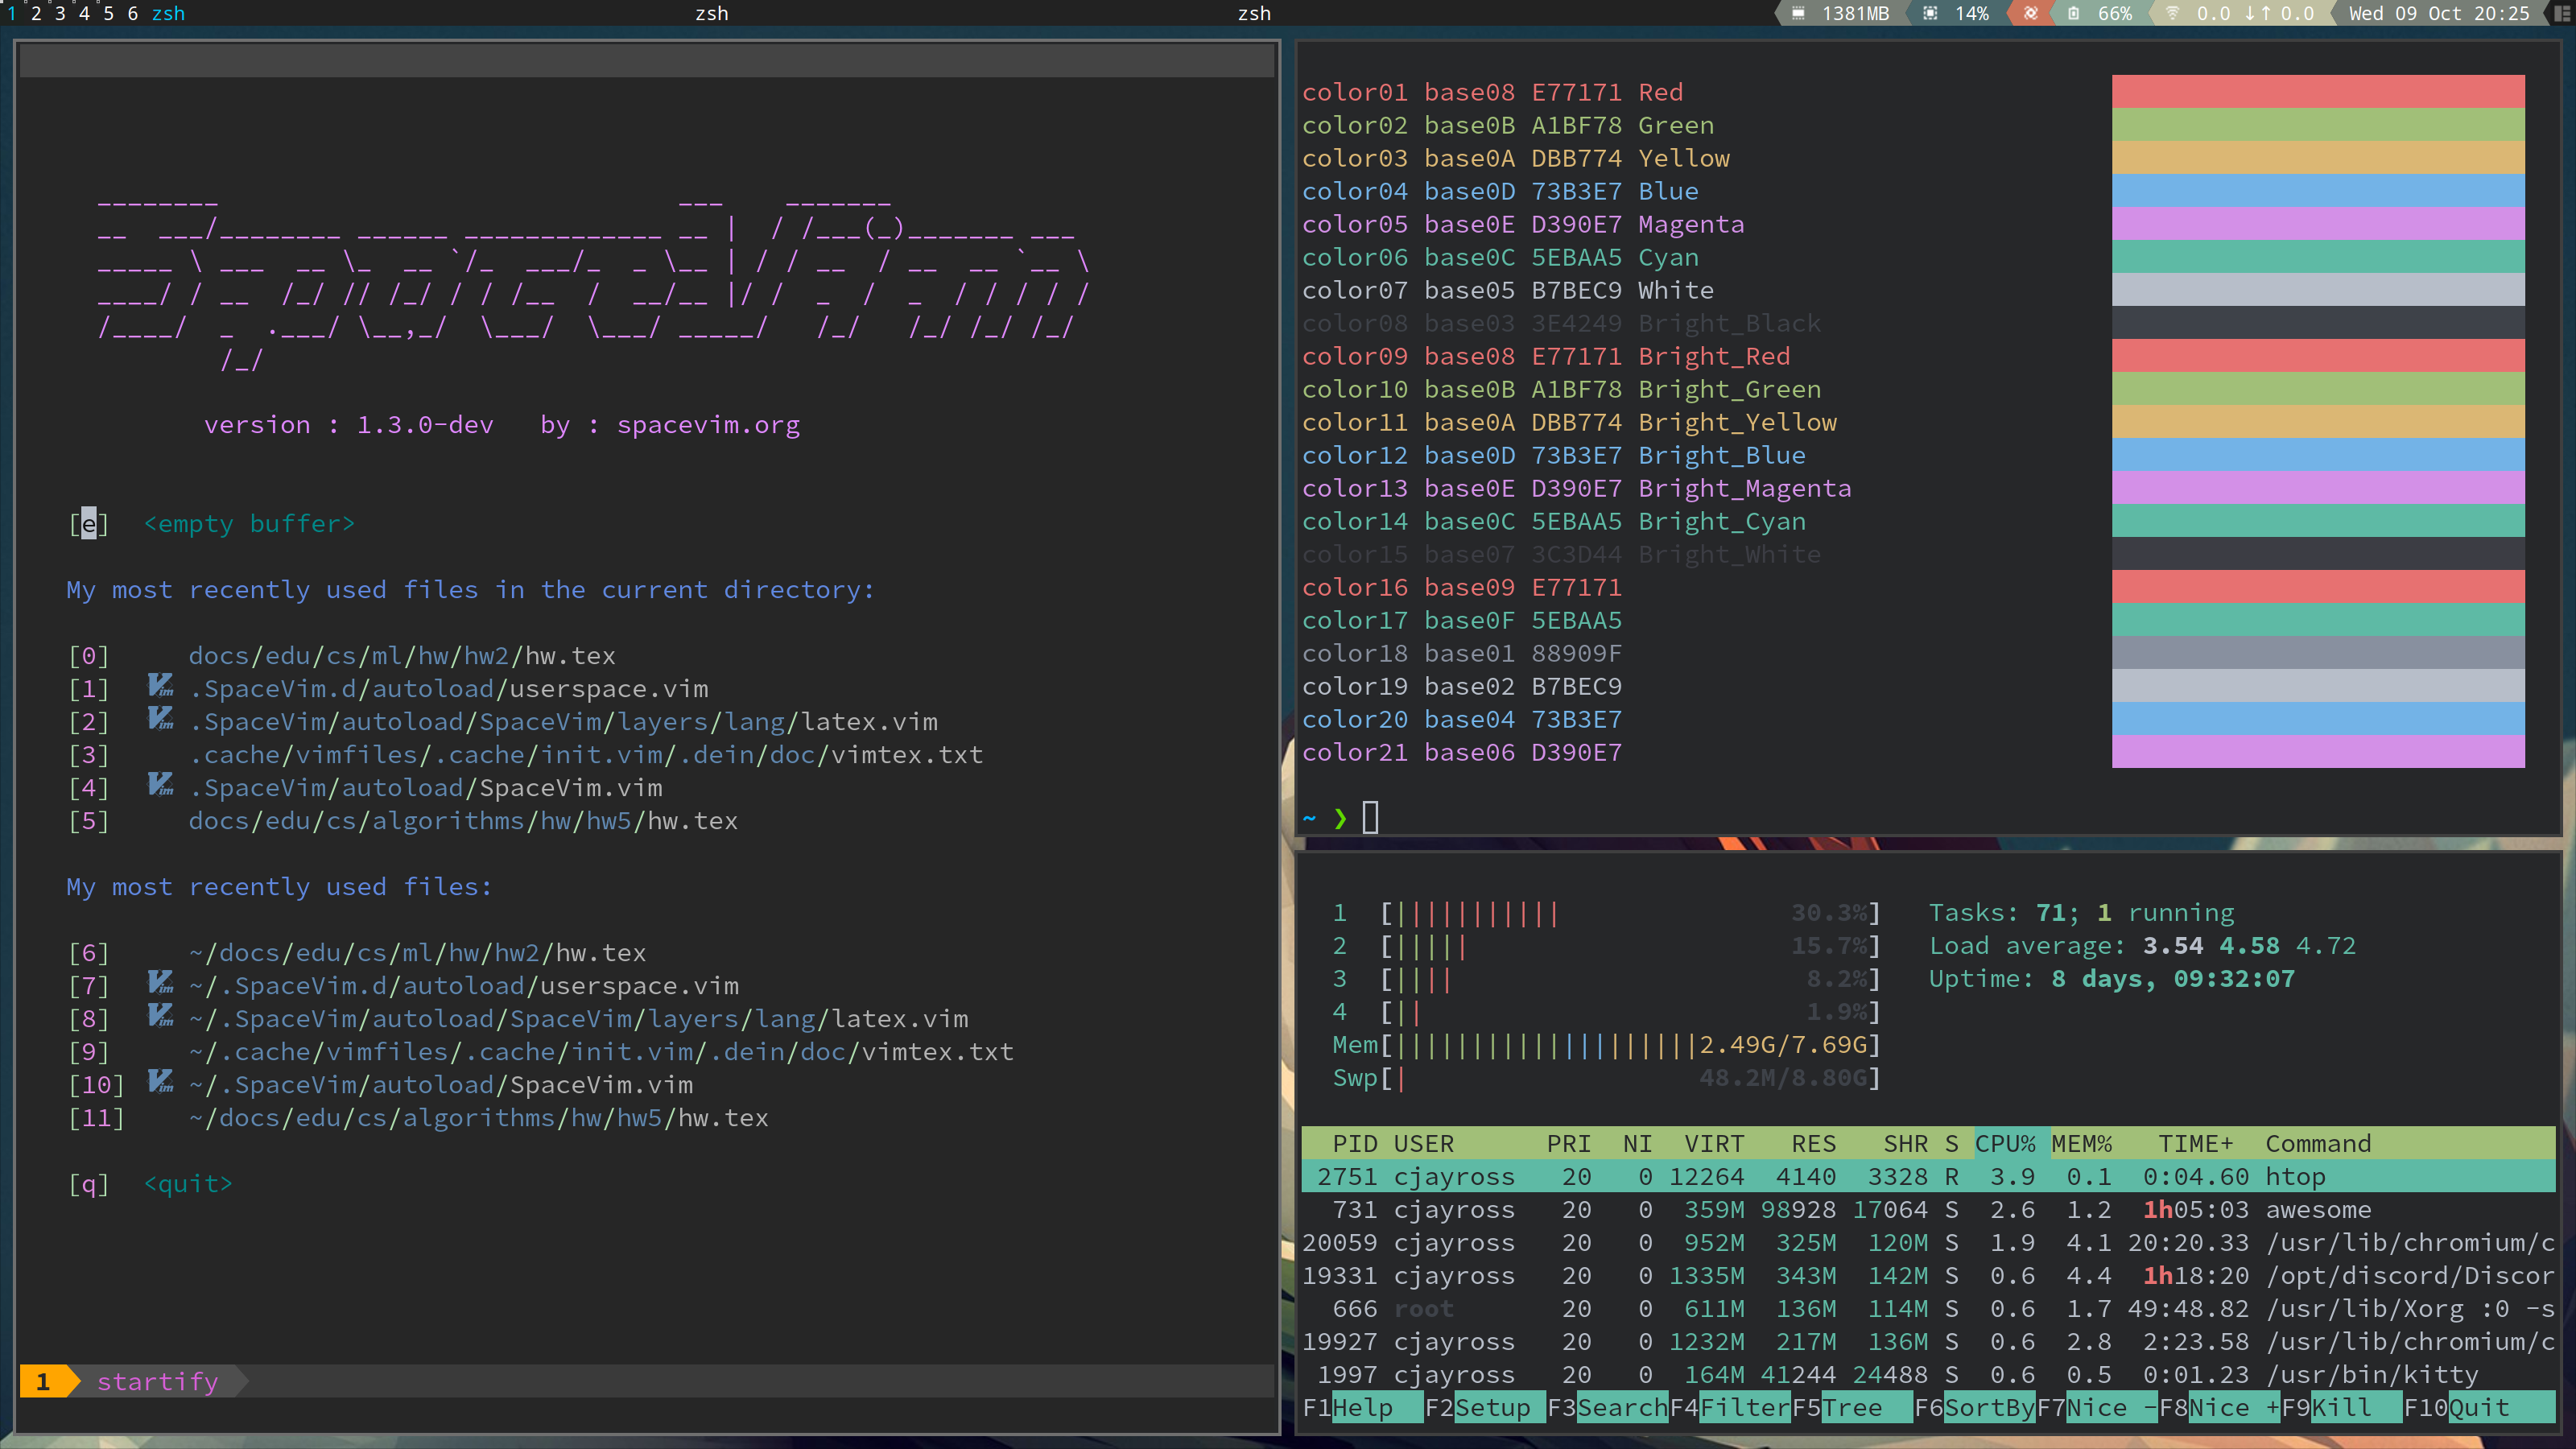 1 2 3 4 5 6 zsh zsh zsh 1381MB 14% 66% 0.0 ↓↑ 0.0 Wed 09 Oct 20:25
SpaceVim
version : 1.3.0-dev by : spacevim.org
[e] <empty buffer>
My most recently used files in the current directory:
[0] docs/edu/cs/ml/hw/hw2/hw.tex
[1] .SpaceVim.d/autoload/userspace.vim
[2] .SpaceVim/autoload/SpaceVim/layers/lang/latex.vim
[3] .cache/vimfiles/.cache/init.vim/.dein/doc/vimtex.txt
[4] .SpaceVim/autoload/SpaceVim.vim
[5] docs/edu/cs/algorithms/hw/hw5/hw.tex
My most recently used files:
[6] ~/docs/edu/cs/ml/hw/hw2/hw.tex
[7] ~/.SpaceVim.d/autoload/userspace.vim
[8] ~/.SpaceVim/autoload/SpaceVim/layers/lang/latex.vim
[9] ~/.cache/vimfiles/.cache/init.vim/.dein/doc/vimtex.txt
[10] ~/.SpaceVim/autoload/SpaceVim.vim
[11] ~/docs/edu/cs/algorithms/hw/hw5/hw.tex
[q] <quit>
1 startify
color01 base08 E77171 Red
color02 base0B A1BF78 Green
color03 base0A DBB774 Yellow
color04 base0D 73B3E7 Blue
color05 base0E D390E7 Magenta
color06 base0C 5EBAA5 Cyan
color07 base05 B7BEC9 White
color08 base03 3E4249 Bright_Black
color09 base08 E77171 Bright_Red
color10 base0B A1BF78 Bright_Green
color11 base0A DBB774 Bright_Yellow
color12 base0D 73B3E7 Bright_Blue
color13 base0E D390E7 Bright_Magenta
color14 base0C 5EBAA5 Bright_Cyan
color15 base07 3C3D44 Bright_White
color16 base09 E77171
color17 base0F 5EBAA5
color18 base01 88909F
color19 base02 B7BEC9
color20 base04 73B3E7
color21 base06 D390E7
~ ❯
1 [||||||||||| 30.3%] Tasks: 71; 1 running
2 [||||| 15.7%] Load average: 3.54 4.58 4.72
3 [|||| 8.2%] Uptime: 8 days, 09:32:07
4 [|| 1.9%]
Mem[||||||||||||||||||||2.49G/7.69G]
Swp[| 48.2M/8.80G]
PID USER PRI NI VIRT RES SHR S CPU% MEM% TIME+ Command
2751 cjayross 20 0 12264 4140 3328 R 3.9 0.1 0:04.60 htop
731 cjayross 20 0 359M 98928 17064 S 2.6 1.2 1h05:03 awesome
20059 cjayross 20 0 952M 325M 120M S 1.9 4.1 20:20.33 /usr/lib/chromium/c
19331 cjayross 20 0 1335M 343M 142M S 0.6 4.4 1h18:20 /opt/discord/Discor
666 root 20 0 611M 136M 114M S 0.6 1.7 49:48.82 /usr/lib/Xorg :0 -s
19927 cjayross 20 0 1232M 217M 136M S 0.6 2.8 2:23.58 /usr/lib/chromium/c
1997 cjayross 20 0 164M 41244 24488 S 0.6 0.5 0:01.23 /usr/bin/kitty
F1Help F2Setup F3SearchF4FilterF5Tree F6SortByF7Nice -F8Nice +F9Kill F10Quit